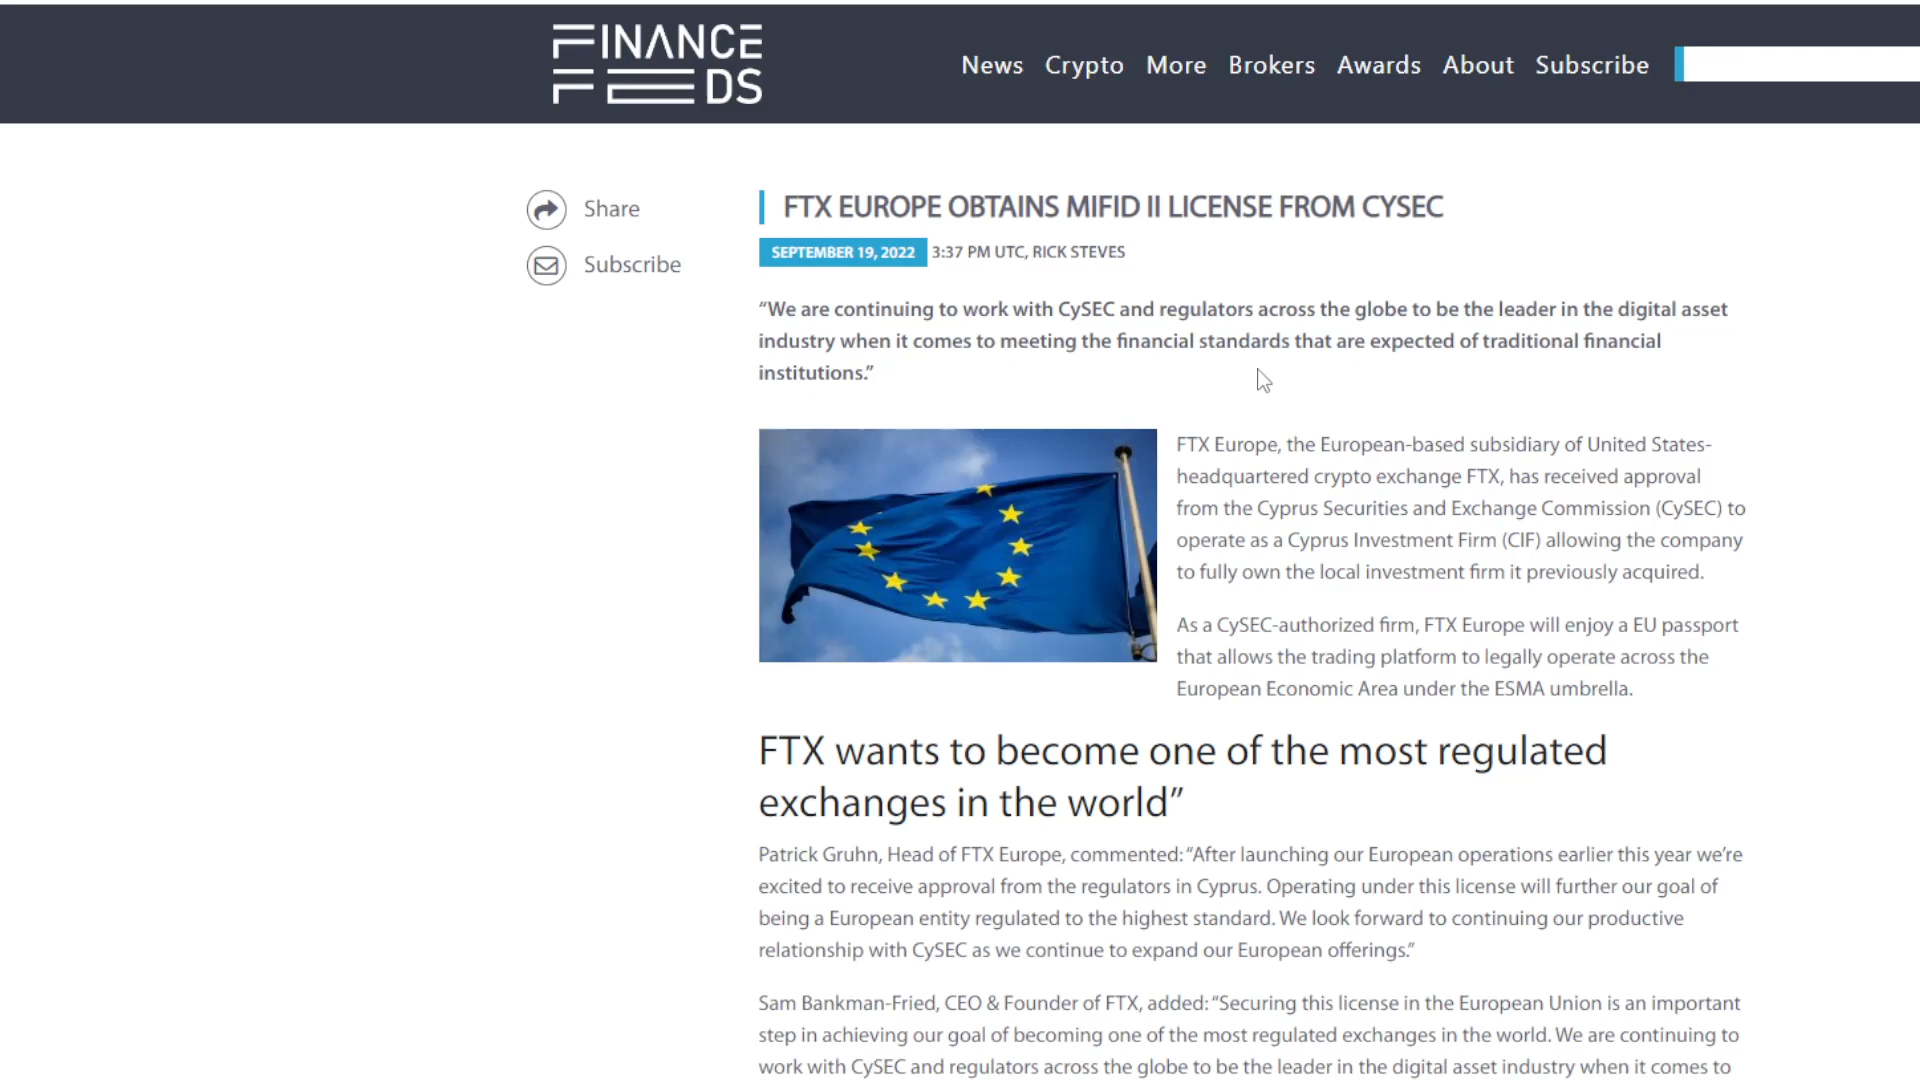 FINANCE
FEEDS
News Crypto More Brokers Awards About Subscribe
Share
Subscribe
FTX EUROPE OBTAINS MIFID II LICENSE FROM CYSEC
SEPTEMBER 19, 2022 3:37 PM UTC, RICK STEVES
“We are continuing to work with CySEC and regulators across the globe to be the leader in the digital asset
industry when it comes to meeting the financial standards that are expected of traditional financial
institutions.”
FTX Europe, the European-based subsidiary of United States-
headquartered crypto exchange FTX, has received approval
from the Cyprus Securities and Exchange Commission (CySEC) to
operate as a Cyprus Investment Firm (CIF) allowing the company
to fully own the local investment firm it previously acquired.
As a CySEC-authorized firm, FTX Europe will enjoy a EU passport
that allows the trading platform to legally operate across the
European Economic Area under the ESMA umbrella.
FTX wants to become one of the most regulated
exchanges in the world”
Patrick Gruhn, Head of FTX Europe, commented: “After launching our European operations earlier this year we’re
excited to receive approval from the regulators in Cyprus. Operating under this license will further our goal of
being a European entity regulated to the highest standard. We look forward to continuing our productive
relationship with CySEC as we continue to expand our European offerings.”
Sam Bankman-Fried, CEO & Founder of FTX, added: “Securing this license in the European Union is an important
step in achieving our goal of becoming one of the most regulated exchanges in the world. We are continuing to
work with CySEC and regulators across the globe to be the leader in the digital asset industry when it comes to